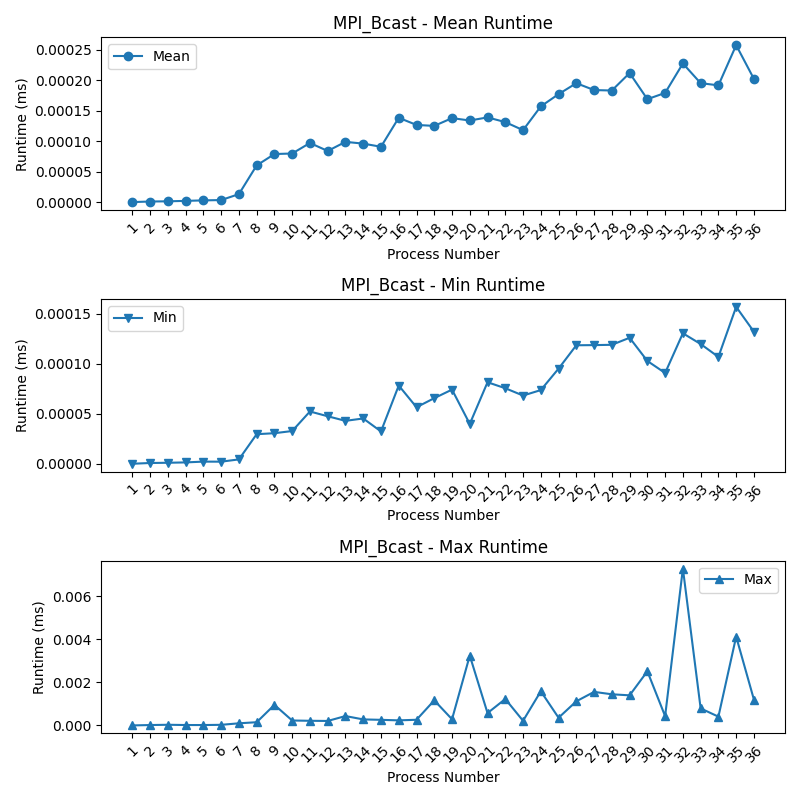 MPI_Bcast - Mean Runtime
Mean
0.00025
0.00020
0.00015
0.00010
0.00005
0.00000
Runtime (ms)
1 2 3 4 5 6 7 8 9 10 11 12 13 14 15 16 17 18 19 20 21 22 23 24 25 26 27 28 29 30 31 32 33 34 35 36
Process Number
MPI_Bcast - Min Runtime
Min
0.00015
0.00010
0.00005
0.00000
Runtime (ms)
1 2 3 4 5 6 7 8 9 10 11 12 13 14 15 16 17 18 19 20 21 22 23 24 25 26 27 28 29 30 31 32 33 34 35 36
Process Number
MPI_Bcast - Max Runtime
Max
0.006
0.004
0.002
0.000
Runtime (ms)
1 2 3 4 5 6 7 8 9 10 11 12 13 14 15 16 17 18 19 20 21 22 23 24 25 26 27 28 29 30 31 32 33 34 35 36
Process Number